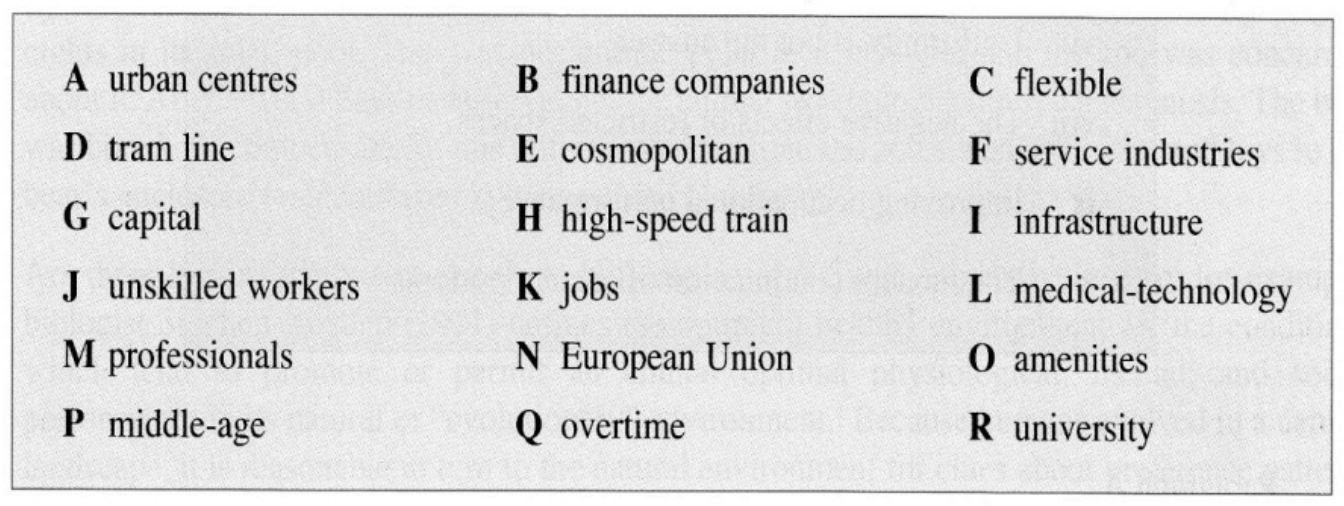 A urban centres B finance companies C flexible
D tram line E cosmopolitan F service industries
G capital H high-speed train I infrastructure
J unskilled workers K jobs L medical-technology
M professionals N European Union O amenities
P middle-age Q overtime R university